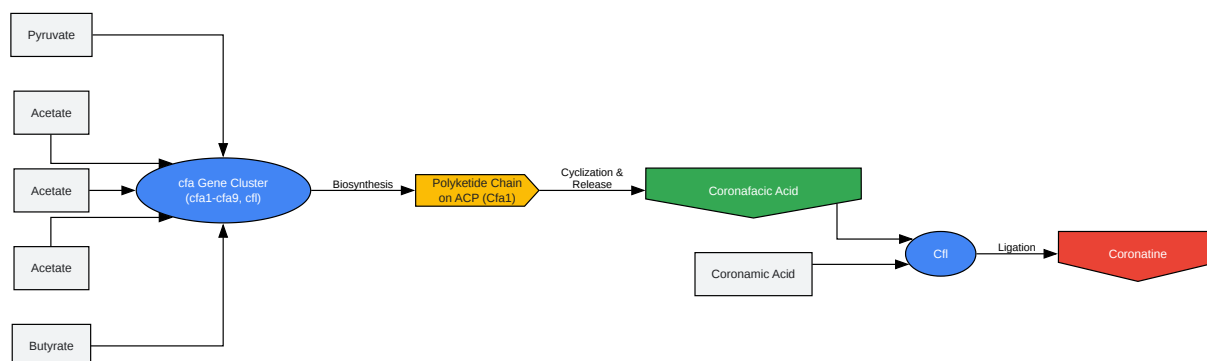 Pyruvate
Acetate
Acetate
Acetate
Butyrate
cfa Gene Cluster
(cfa1-cfa9, cfl)
Biosynthesis
Polyketide Chain
on ACP (Cfa1)
Cyclization &
Release
Coronafacic Acid
Coronamic Acid
Cfl
Ligation
Coronatine